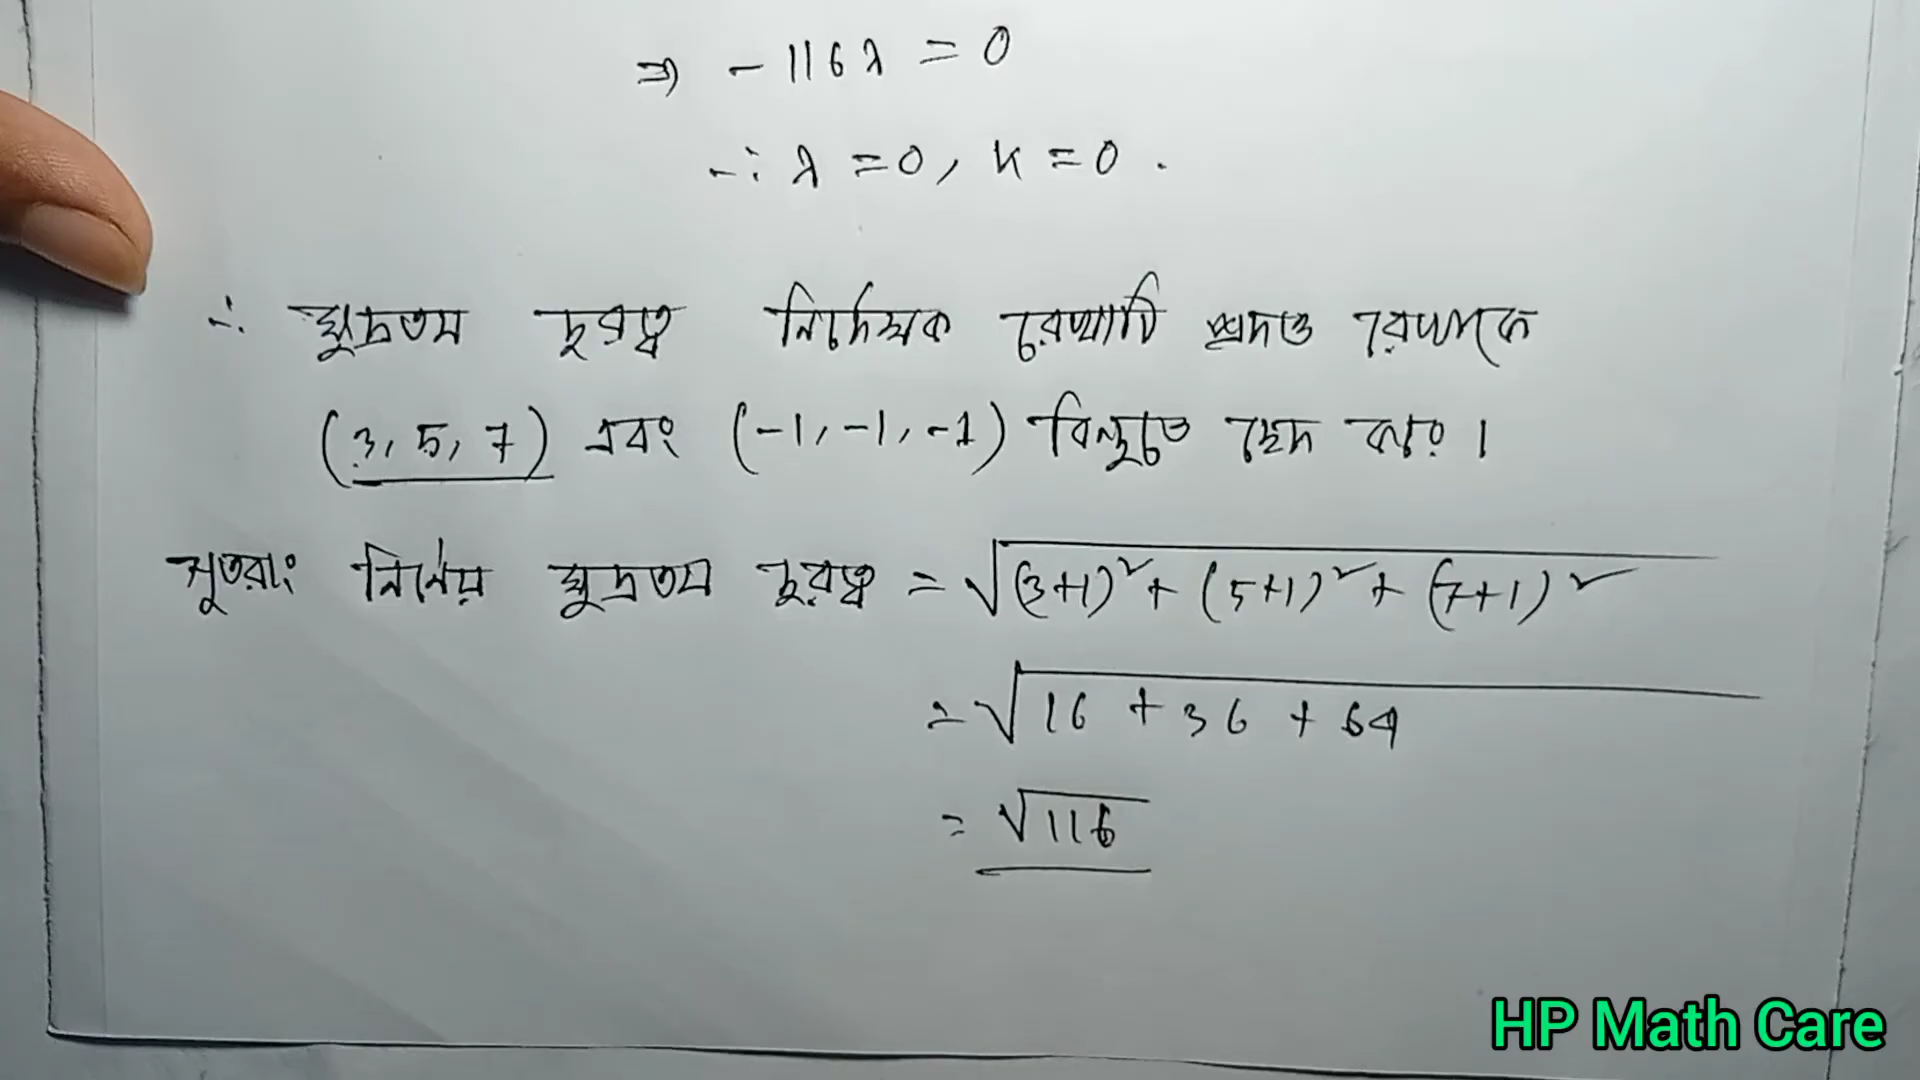 ⇒ -116λ = 0
∴ λ = 0, k = 0.
∴ ক্ষুদ্রতম দূরত্ব নির্দেশক রেখাটি প্রদত্ত রেখাকে
(3, 5, 7) এবং (-1, -1, -1) বিন্দুতে ছেদ করে।
সুতরাং নির্ণেয় ক্ষুদ্রতম দূরত্ব = √(3+1)² + (5+1)² + (7+1)²
= √16 + 36 + 64
= √116
HP Math Care